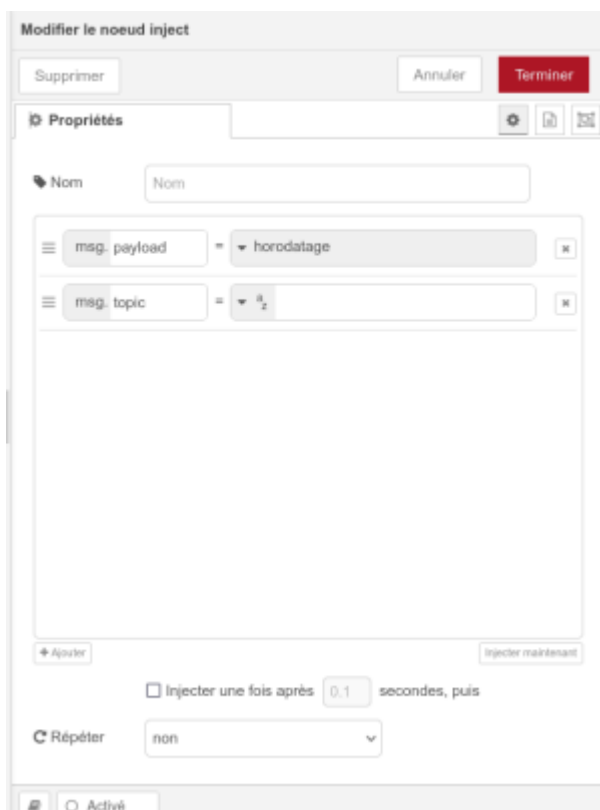 Modifier le noeud inject
Supprimer Annuler Terminer
Propriétés
Nom Nom
msg. payload = horodatage
msg. topic = a z
Ajouter Injecter maintenant
Injecter une fois après 0.1 secondes, puis
Répéter non
Activé